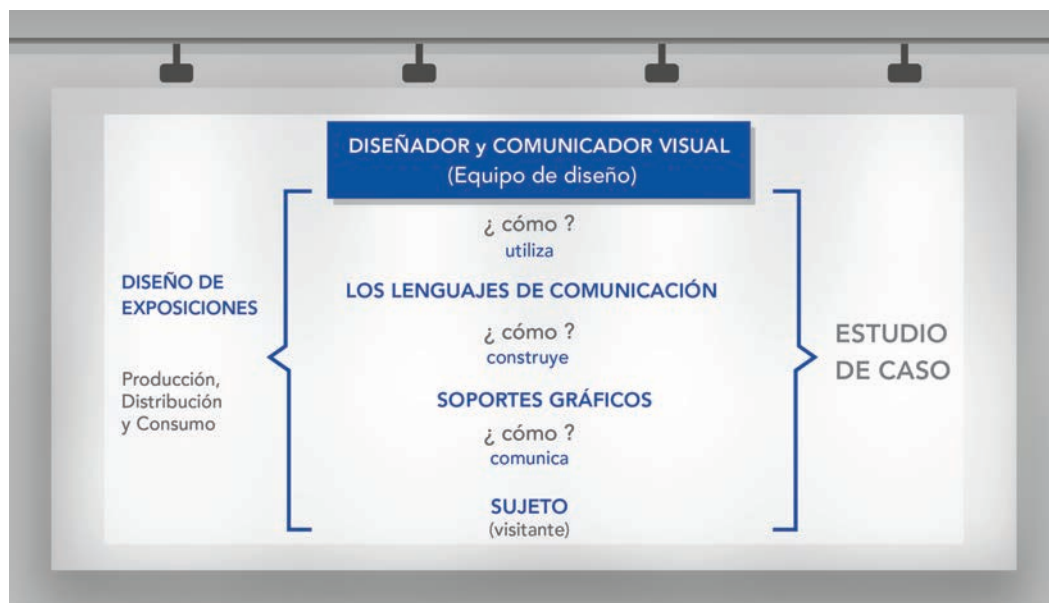 DISEÑADOR y COMUNICADOR VISUAL
(Equipo de diseño)
¿ cómo ?
utiliza
LOS LENGUAJES DE COMUNICACIÓN
¿ cómo ?
construye
SOPORTES GRÁFICOS
¿ cómo ?
comunica
SUJETO
(visitante)
DISEÑO DE
EXPOSICIONES
Producción,
Distribución
y Consumo
ESTUDIO
DE CASO